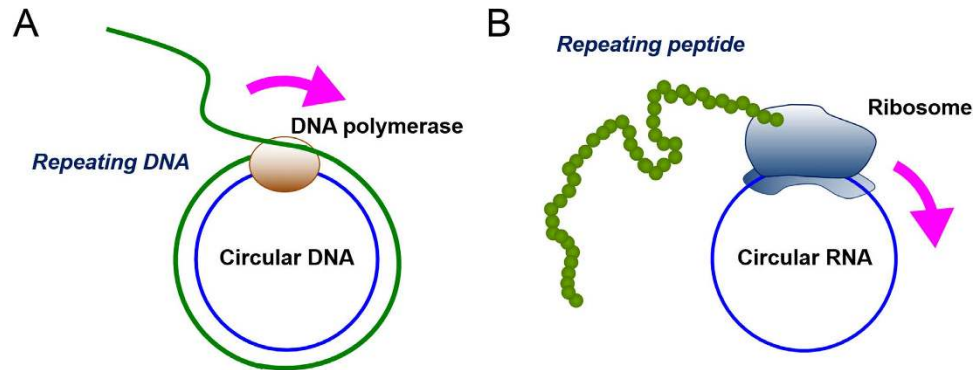 A
DNA polymerase
Repeating DNA
Circular DNA
B
Repeating peptide
Ribosome
Circular RNA